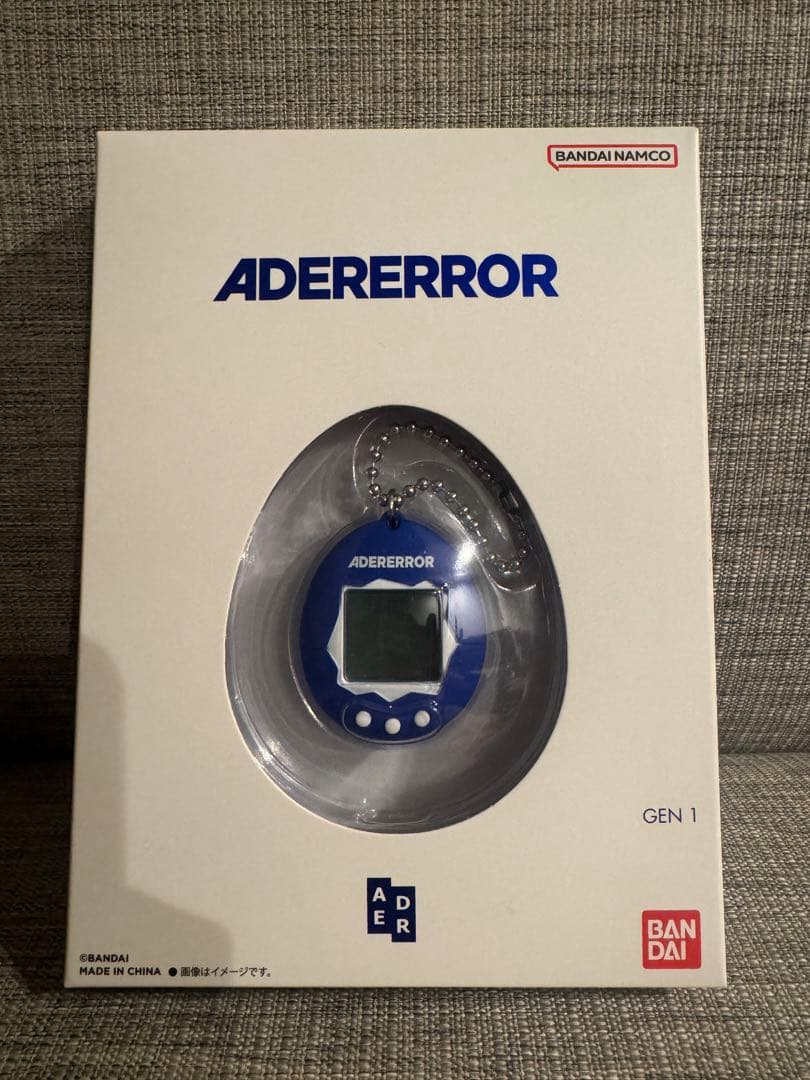 BANDAI NAMCO
ADERERROR
ADERERROR
GEN 1
A D
E R
BAN
DAI
©BANDAI
MADE IN CHINA ●画像はイメージです。